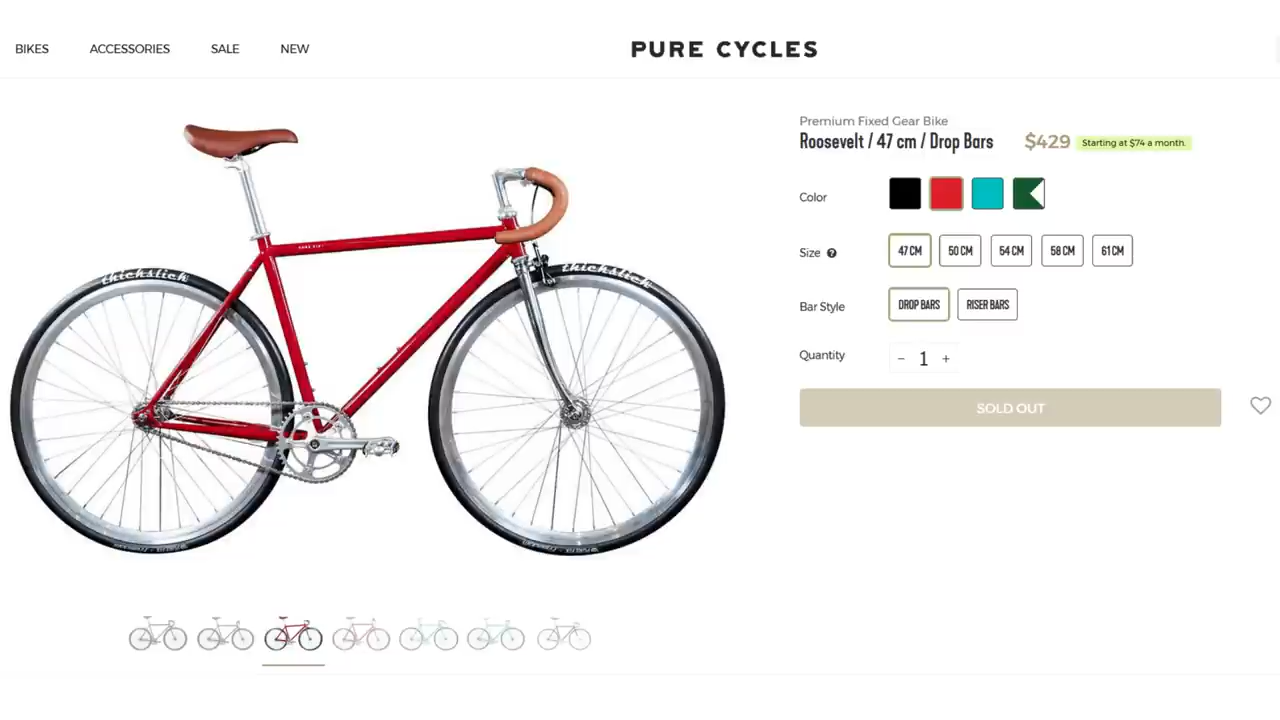 BIKES ACCESSORIES SALE NEW PURE CYCLES
Premium Fixed Gear Bike
Roosevelt / 47 cm / Drop Bars $429 Starting at $74 a month.
Color
Size ? 47 CM 50 CM 54 CM 58 CM 61 CM
Bar Style DROP BARS RISER BARS
Quantity − 1 +
SOLD OUT
thickslick
thickslick